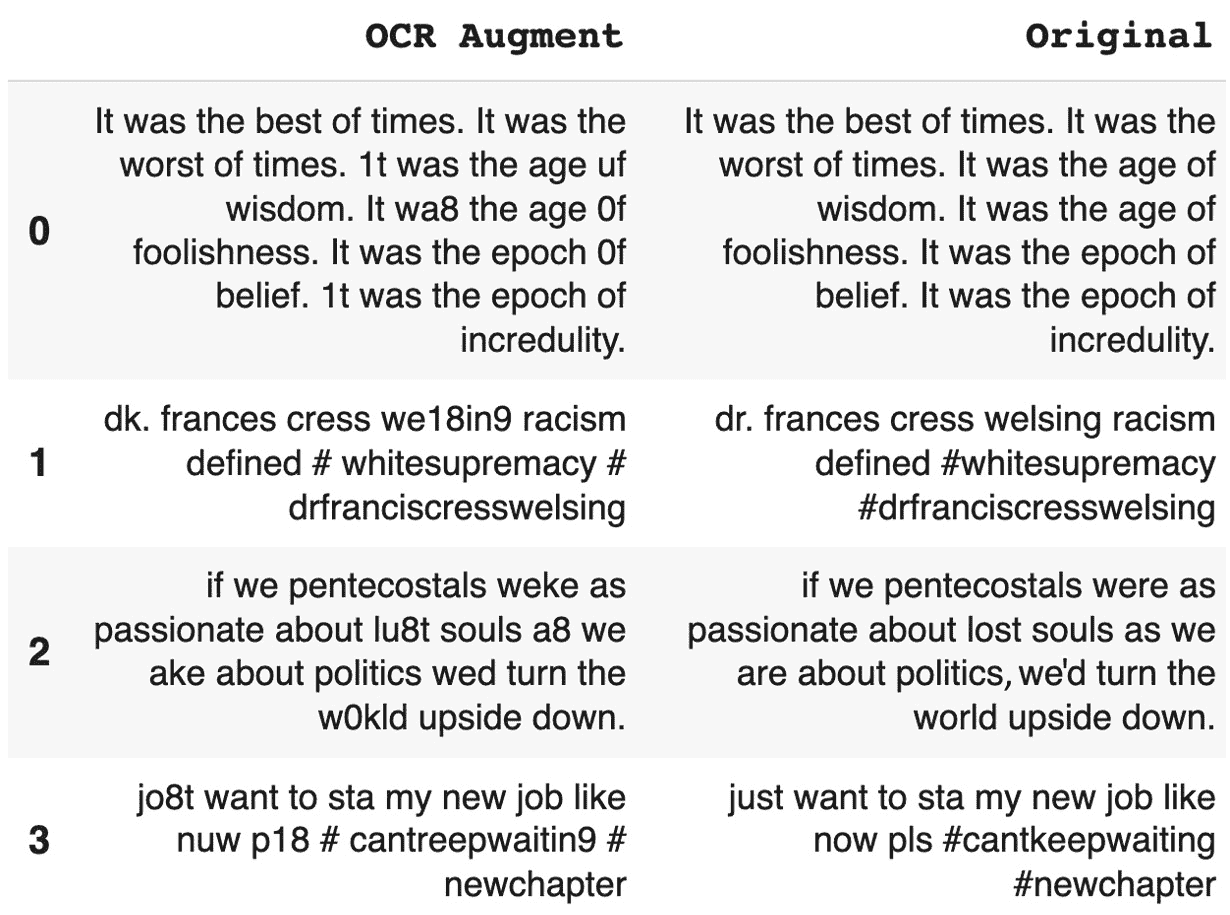 OCR Augment Original
0
It was the best of times. It was the
worst of times. 1t was the age uf
wisdom. It wa8 the age 0f
foolishness. It was the epoch 0f
belief. 1t was the epoch of
incredulity.
It was the best of times. It was the
worst of times. It was the age of
wisdom. It was the age of
foolishness. It was the epoch of
belief. It was the epoch of
incredulity.
1
dk. frances cress we18in9 racism
defined # whitesupremacy #
drfranciscresswelsing
dr. frances cress welsing racism
defined #whitesupremacy
#drfranciscresswelsing
2
if we pentecostals weke as
passionate about lu8t souls a8 we
ake about politics wed turn the
w0kld upside down.
if we pentecostals were as
passionate about lost souls as we
are about politics, we'd turn the
world upside down.
3
jo8t want to sta my new job like
nuw p18 # cantreepwaitin9 #
newchapter
just want to sta my new job like
now pls #cantkeepwaiting
#newchapter